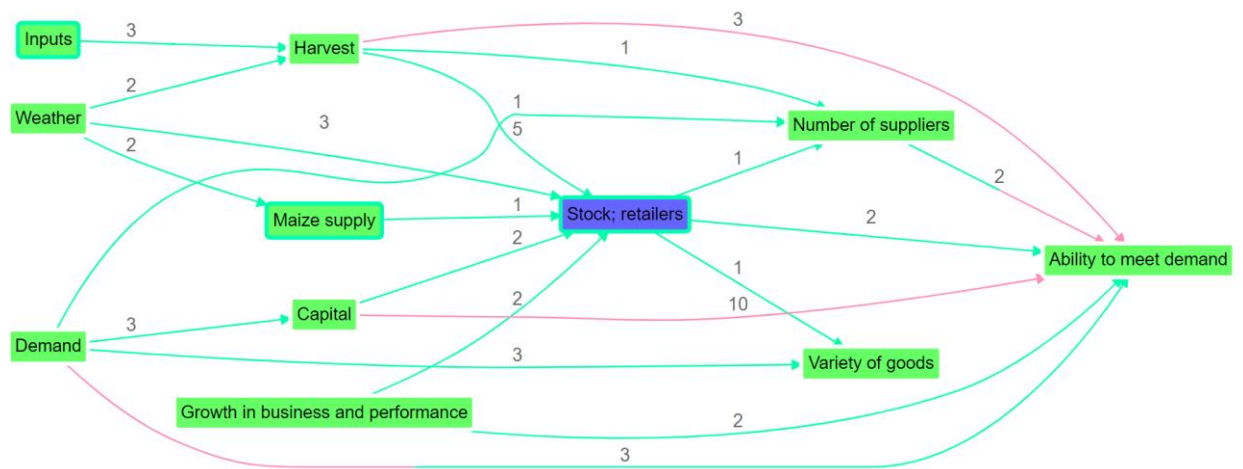 3
Inputs
3
Harvest
1
2
Weather
1
3
5
Number of suppliers
2
1
2
Maize supply
1
Stock; retailers
2
2
Ability to meet demand
1
2
10
Capital
3
Demand
3
Variety of goods
Growth in business and performance
2
3